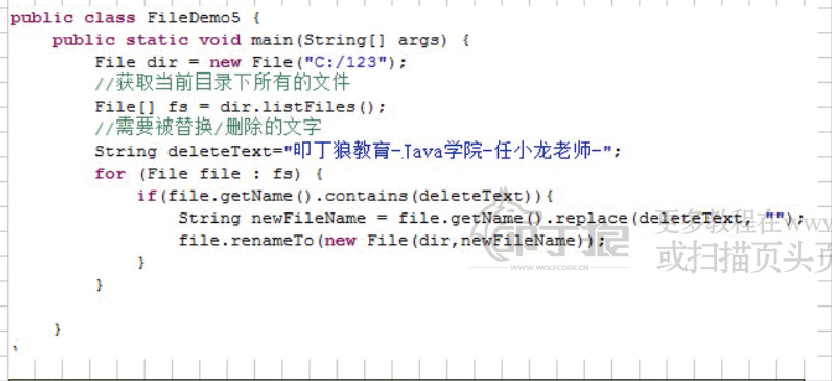 public class FileDemo5 {
public static void main(String[] args) {
File dir = new File("C:/123");
//获取当前目录下所有的文件
File[] fs = dir.listFiles();
//需要被替换/删除的文字
String deleteText="叩丁狼教育-Java学院-任小龙老师-";
for (File file : fs) {
if(file.getName().contains(deleteText)){
String newFileName = file.getName().replace(deleteText, "");
file.renameTo(new File(dir,newFileName));
}
}
}
叩丁狼
WWW.WOLFCODE.CN
更多教程在www
或扫描页头